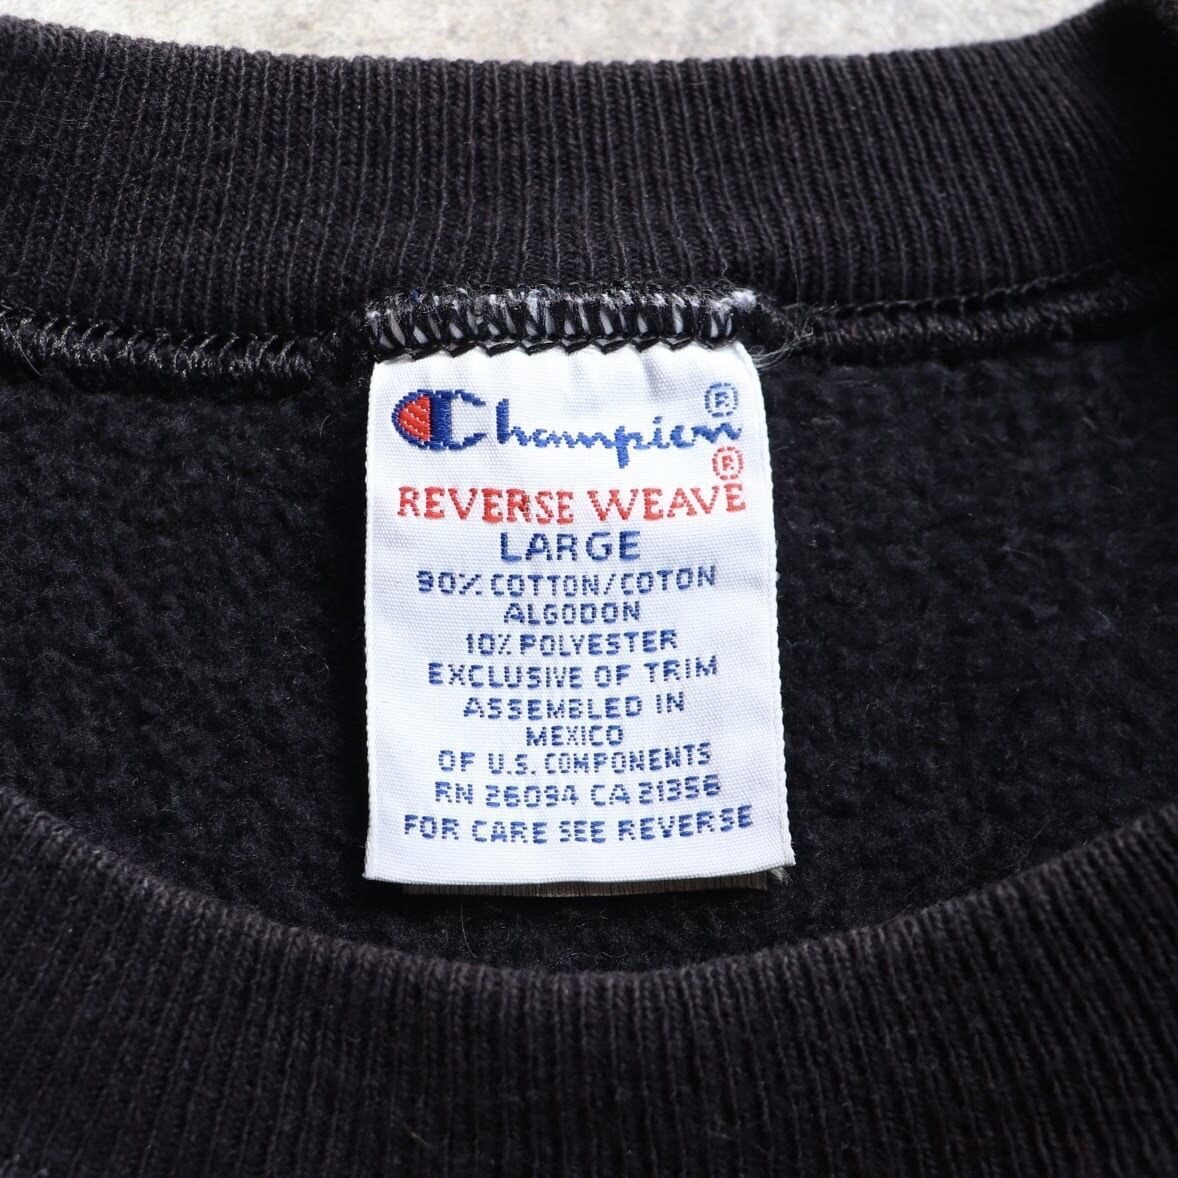 Champion®
REVERSE WEAVE®
LARGE
90% COTTON/COTON
ALGODON
10% POLYESTER
EXCLUSIVE OF TRIM
ASSEMBLED IN
MEXICO
OF U.S. COMPONENTS
RN 26094 CA 21356
FOR CARE SEE REVERSE